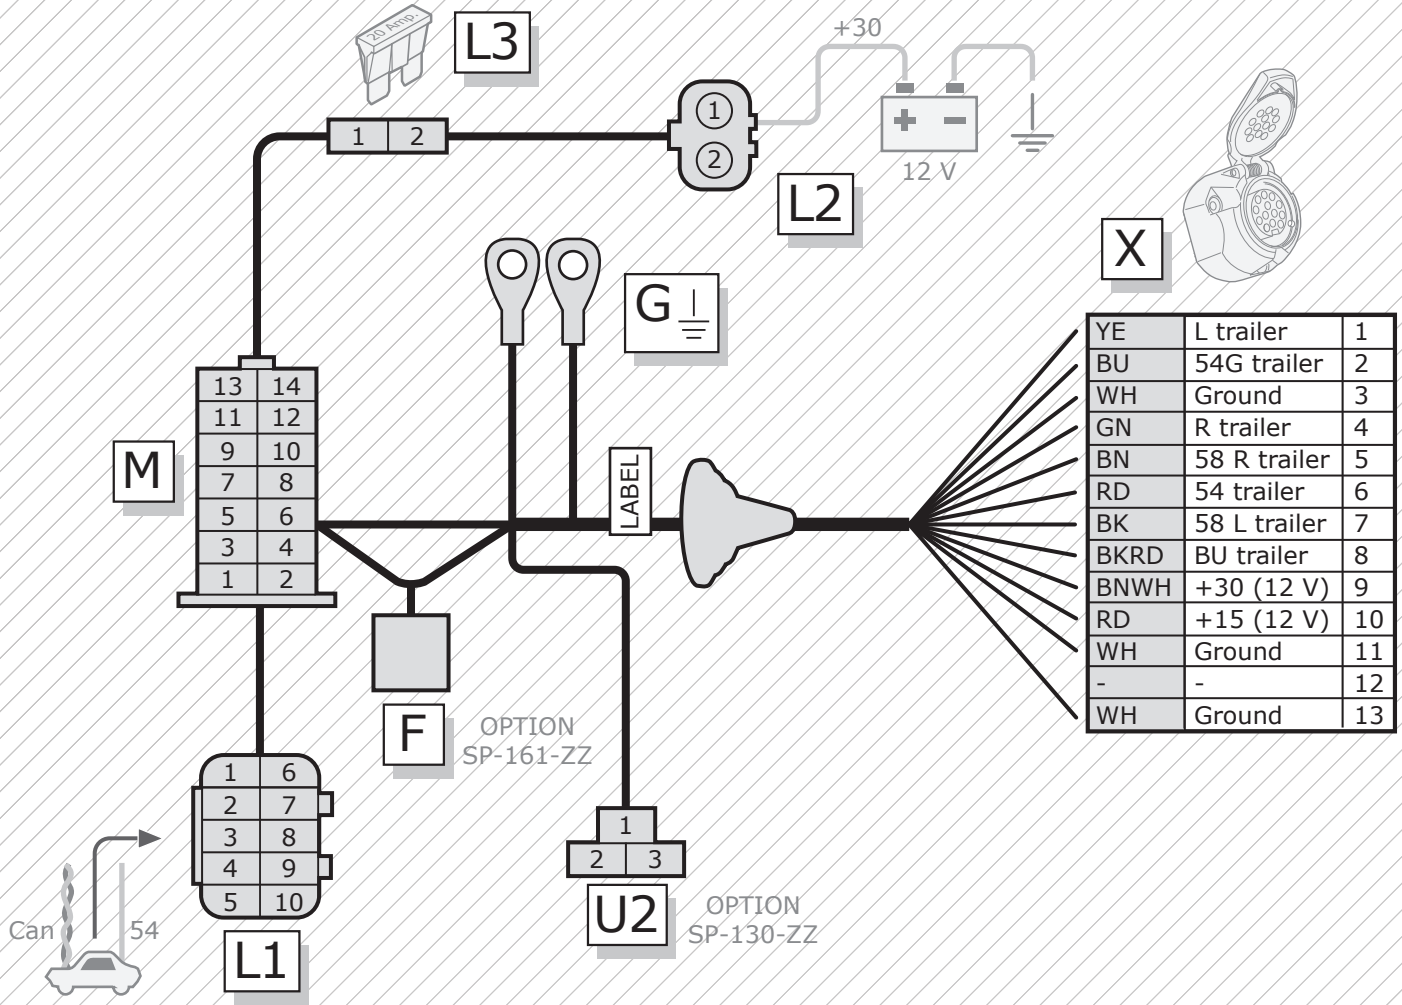 20 Amp.
L3
+30
1 2
1
2
+ −
12 V
L2
X
G
YE L trailer 1
BU 54G trailer 2
WH Ground 3
GN R trailer 4
BN 58 R trailer 5
RD 54 trailer 6
BK 58 L trailer 7
BKRD BU trailer 8
BNWH +30 (12 V) 9
RD +15 (12 V) 10
WH Ground 11
- - 12
WH Ground 13
13 14
11 12
9 10
7 8
5 6
3 4
1 2
M
LABEL
F
OPTION
SP-161-ZZ
1 6
2 7
3 8
4 9
5 10
L1
Can
54
1
2 3
U2
OPTION
SP-130-ZZ